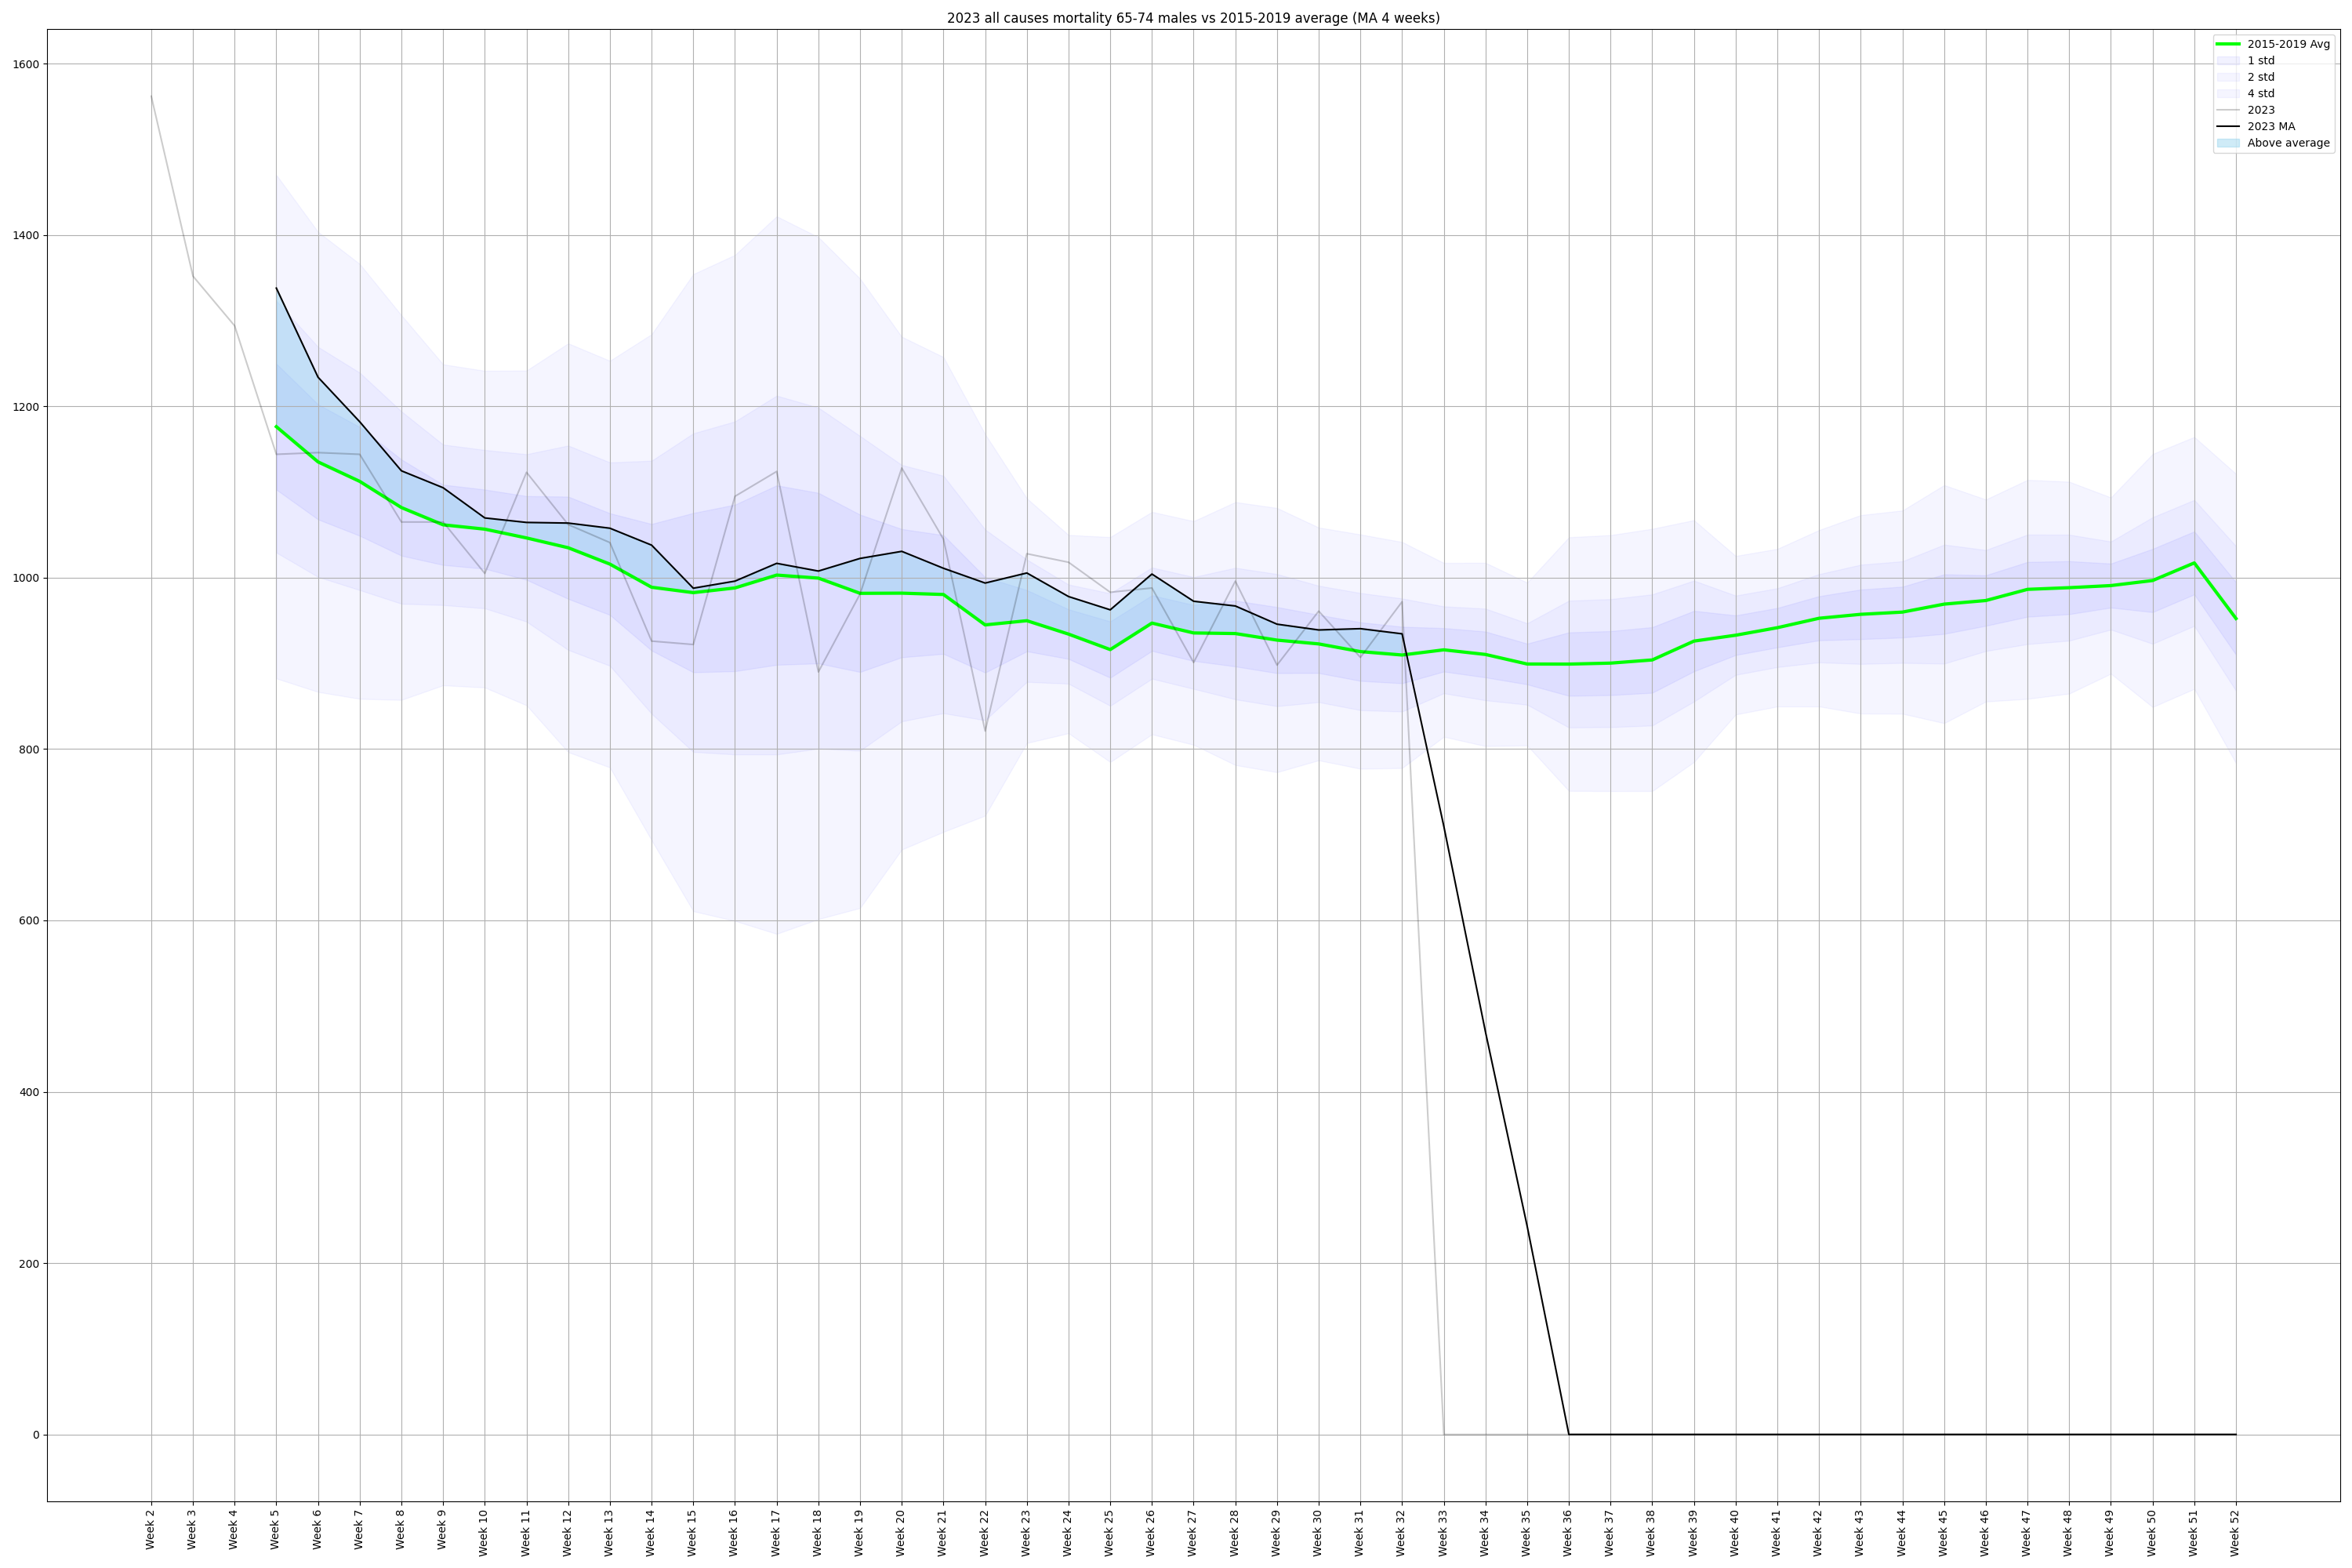 2023 all causes mortality 65-74 males vs 2015-2019 average (MA 4 weeks)
2015-2019 Avg
1 std
2 std
4 std
2023
2023 MA
Above average
1600
1400
1200
1000
800
600
400
200
0
Week 2
Week 3
Week 4
Week 5
Week 6
Week 7
Week 8
Week 9
Week 10
Week 11
Week 12
Week 13
Week 14
Week 15
Week 16
Week 17
Week 18
Week 19
Week 20
Week 21
Week 22
Week 23
Week 24
Week 25
Week 26
Week 27
Week 28
Week 29
Week 30
Week 31
Week 32
Week 33
Week 34
Week 35
Week 36
Week 37
Week 38
Week 39
Week 40
Week 41
Week 42
Week 43
Week 44
Week 45
Week 46
Week 47
Week 48
Week 49
Week 50
Week 51
Week 52